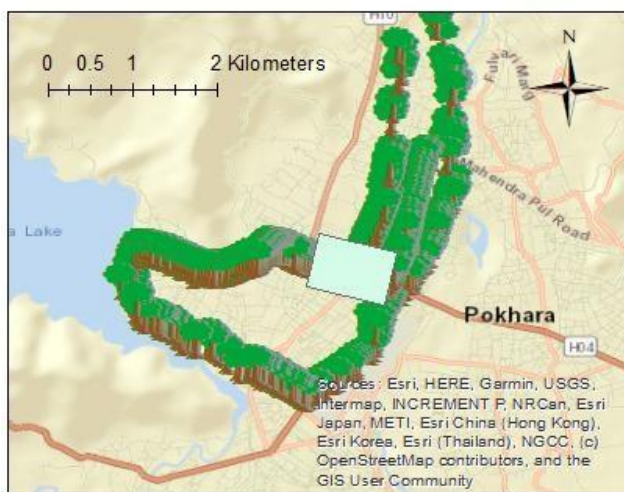 H10
N
0 0.5 1 2 Kilometers
Mahendra Pul Road
a Lake
Pokhara
H04
Sources: Esri, HERE, Garmin, USGS,
Intermap, INCREMENT P, NRCan, Esri
Japan, METI, Esri China (Hong Kong),
Esri Korea, Esri (Thailand), NGCC, (c)
OpenStreetMap contributors, and the
GIS User Community